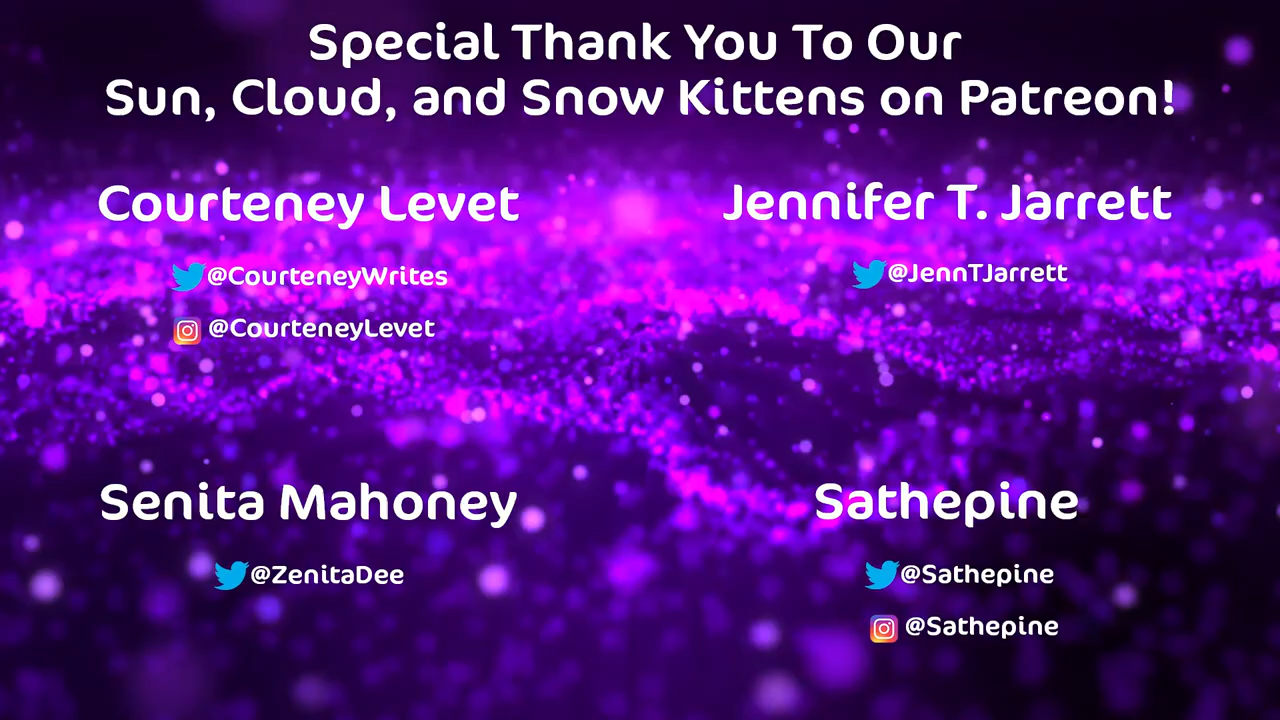 Special Thank You To Our
Sun, Cloud, and Snow Kittens on Patreon!
Courteney Levet
@CourteneyWrites
@CourteneyLevet
Jennifer T. Jarrett
@JennTJarrett
Senita Mahoney
@ZenitaDee
Sathepine
@Sathepine
@Sathepine